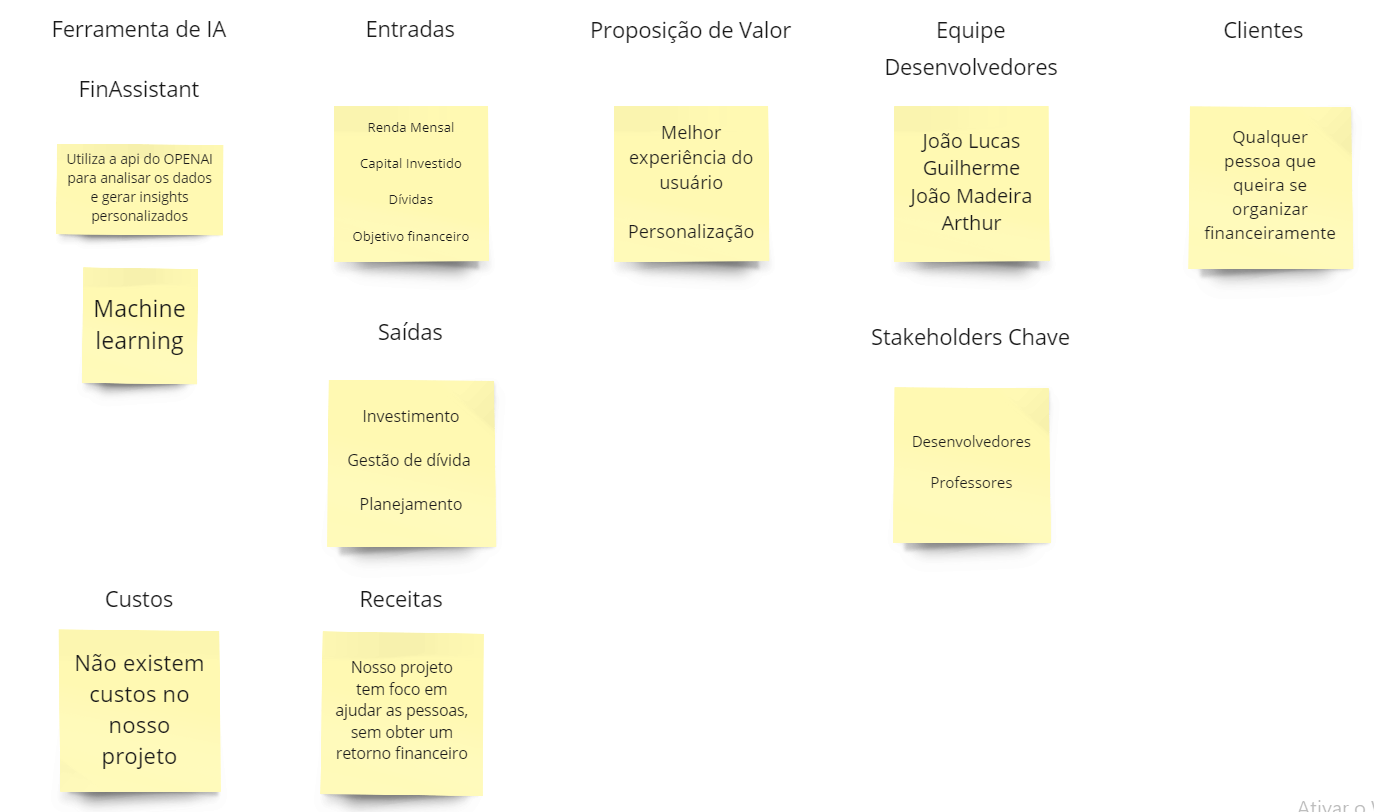 Ferramenta de IA
FinAssistant
Utiliza a api do OPENAI
para analisar os dados
e gerar insights
personalizados
Machine
learning
Entradas
Renda Mensal
Capital Investido
Dívidas
Objetivo financeiro
Saídas
Investimento
Gestão de dívida
Planejamento
Proposição de Valor
Melhor
experiência do
usuário
Personalização
Equipe
Desenvolvedores
João Lucas
Guilherme
João Madeira
Arthur
Stakeholders Chave
Desenvolvedores
Professores
Clientes
Qualquer
pessoa que
queira se
organizar
financeiramente
Custos
Não existem
custos no
nosso
projeto
Receitas
Nosso projeto
tem foco em
ajudar as pessoas,
sem obter um
retorno financeiro
Ativar o